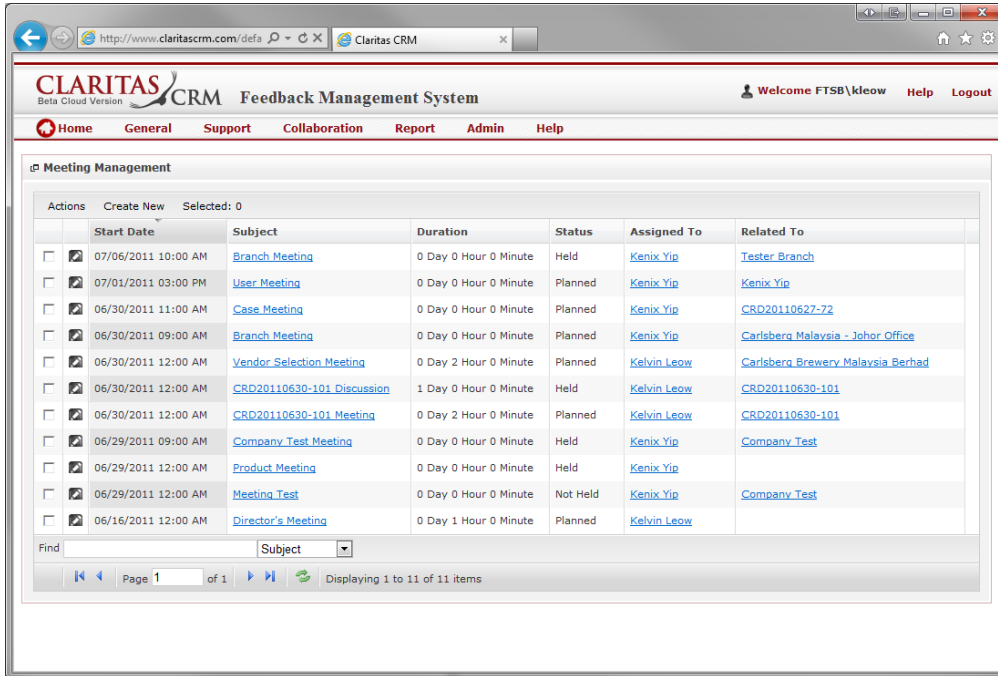 http://www.claritascrm.com/defa Claritas CRM
CLARITAS CRM
Beta Cloud Version
Feedback Management System
Welcome FTSB\kleow Help Logout
Home General Support Collaboration Report Admin Help
Meeting Management
Actions Create New Selected: 0
Start Date Subject Duration Status Assigned To Related To
07/06/2011 10:00 AM Branch Meeting 0 Day 0 Hour 0 Minute Held Kenix Yip Tester Branch
07/01/2011 03:00 PM User Meeting 0 Day 0 Hour 0 Minute Planned Kenix Yip Kenix Yip
06/30/2011 11:00 AM Case Meeting 0 Day 0 Hour 0 Minute Planned Kenix Yip CRD20110627-72
06/30/2011 09:00 AM Branch Meeting 0 Day 0 Hour 0 Minute Planned Kenix Yip Carlsberg Malaysia - Johor Office
06/30/2011 12:00 AM Vendor Selection Meeting 0 Day 2 Hour 0 Minute Planned Kelvin Leow Carlsberg Brewery Malaysia Berhad
06/30/2011 12:00 AM CRD20110630-101 Discussion 1 Day 0 Hour 0 Minute Held Kelvin Leow CRD20110630-101
06/30/2011 12:00 AM CRD20110630-101 Meeting 0 Day 2 Hour 0 Minute Planned Kelvin Leow CRD20110630-101
06/29/2011 09:00 AM Company Test Meeting 0 Day 0 Hour 0 Minute Held Kenix Yip Company Test
06/29/2011 12:00 AM Product Meeting 0 Day 0 Hour 0 Minute Held Kenix Yip
06/29/2011 12:00 AM Meeting Test 0 Day 0 Hour 0 Minute Not Held Kenix Yip Company Test
06/16/2011 12:00 AM Director's Meeting 0 Day 1 Hour 0 Minute Planned Kelvin Leow
Find Subject
Page 1 of 1 Displaying 1 to 11 of 11 items